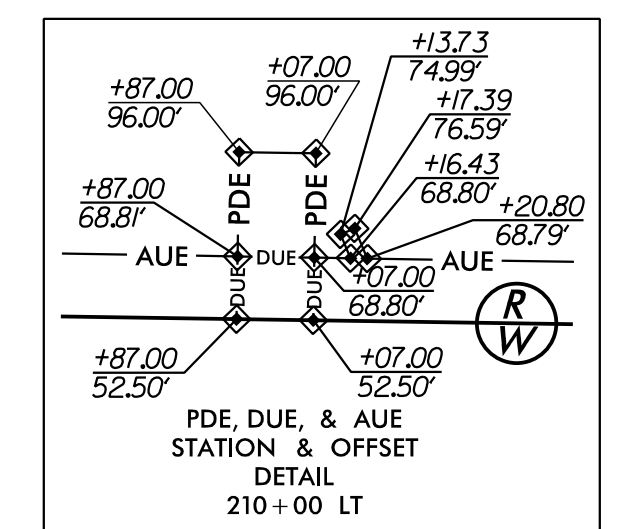 +13.73
74.99'
+07.00
96.00'
+87.00
96.00'
+17.39
76.59'
+16.43
68.80'
+87.00
68.81'
PDE
PDE
+20.80
68.79'
AUE
DUE
AUE
DUE
DUE
+07.00
68.80'
R
W
+87.00
52.50'
+07.00
52.50'
PDE, DUE, & AUE
STATION & OFFSET
DETAIL
210+00 LT